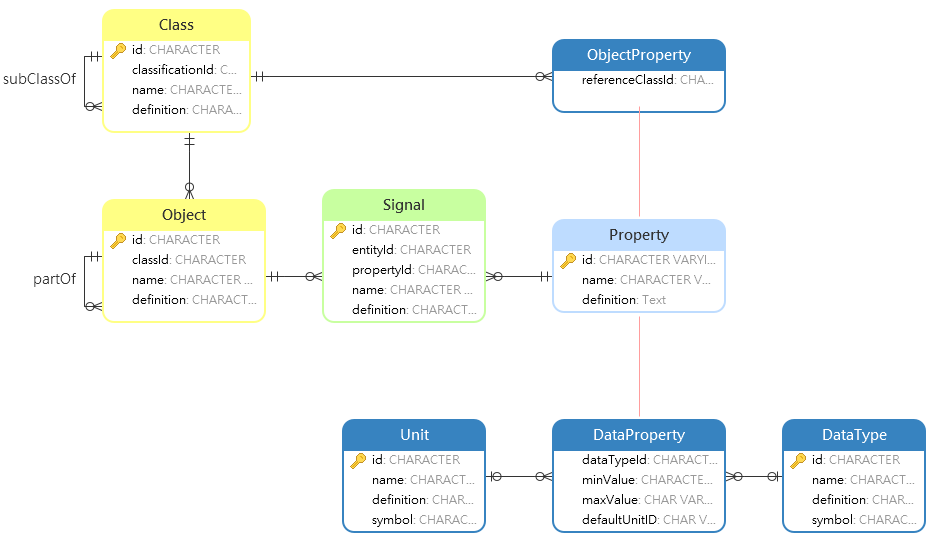 Class
id: CHARACTER
classificationId: C...
name: CHARACTE...
definition: CHARA...
subClassOf
ObjectProperty
referenceClassId: CHA...
Object
id: CHARACTER
classId: CHARACTER
name: CHARACTER ...
definition: CHARACT...
partOf
Signal
id: CHARACTER
entityId: CHARACTER
propertyId: CHARAC...
name: CHARACTER ...
definition: CHARACT...
Property
id: CHARACTER VARYI...
name: CHARACTER V...
definition: Text
Unit
id: CHARACTER
name: CHARACT...
definition: CHAR...
symbol: CHARAC...
DataProperty
dataTypeId: CHARACT...
minValue: CHARACTE...
maxValue: CHAR VAR...
defaultUnitID: CHAR V...
DataType
id: CHARACTER
name: CHARACT...
definition: CHAR...
symbol: CHARAC...